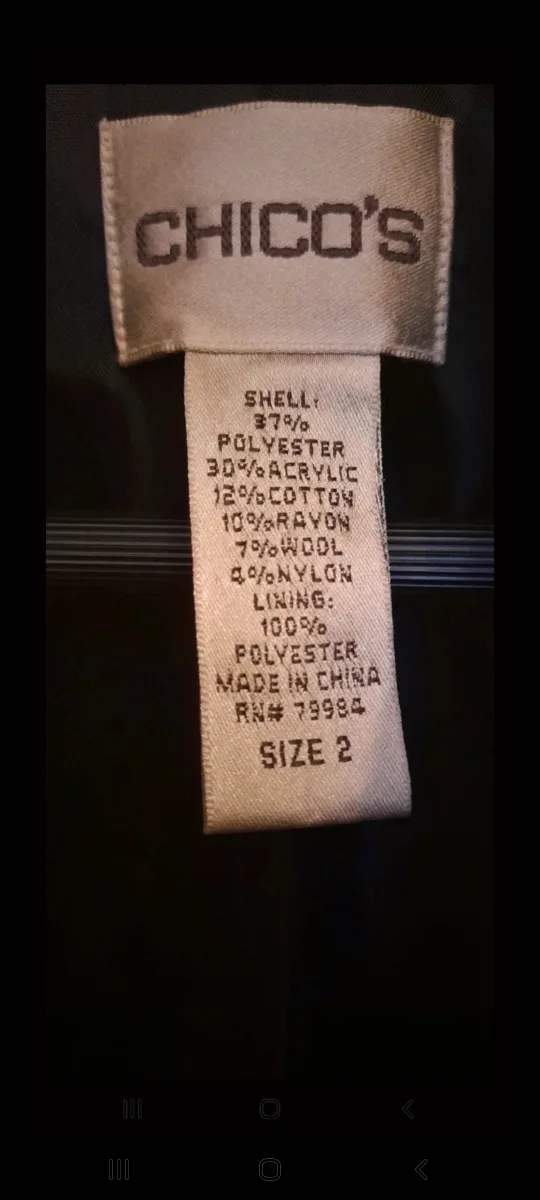 CHICO'S
SHELL:
37%
POLYESTER
30%ACRYLIC
12%COTTON
10%RAYON
7%WOOL
4%NYLON
LINING:
100%
POLYESTER
MADE IN CHINA
RN# 79984
SIZE 2